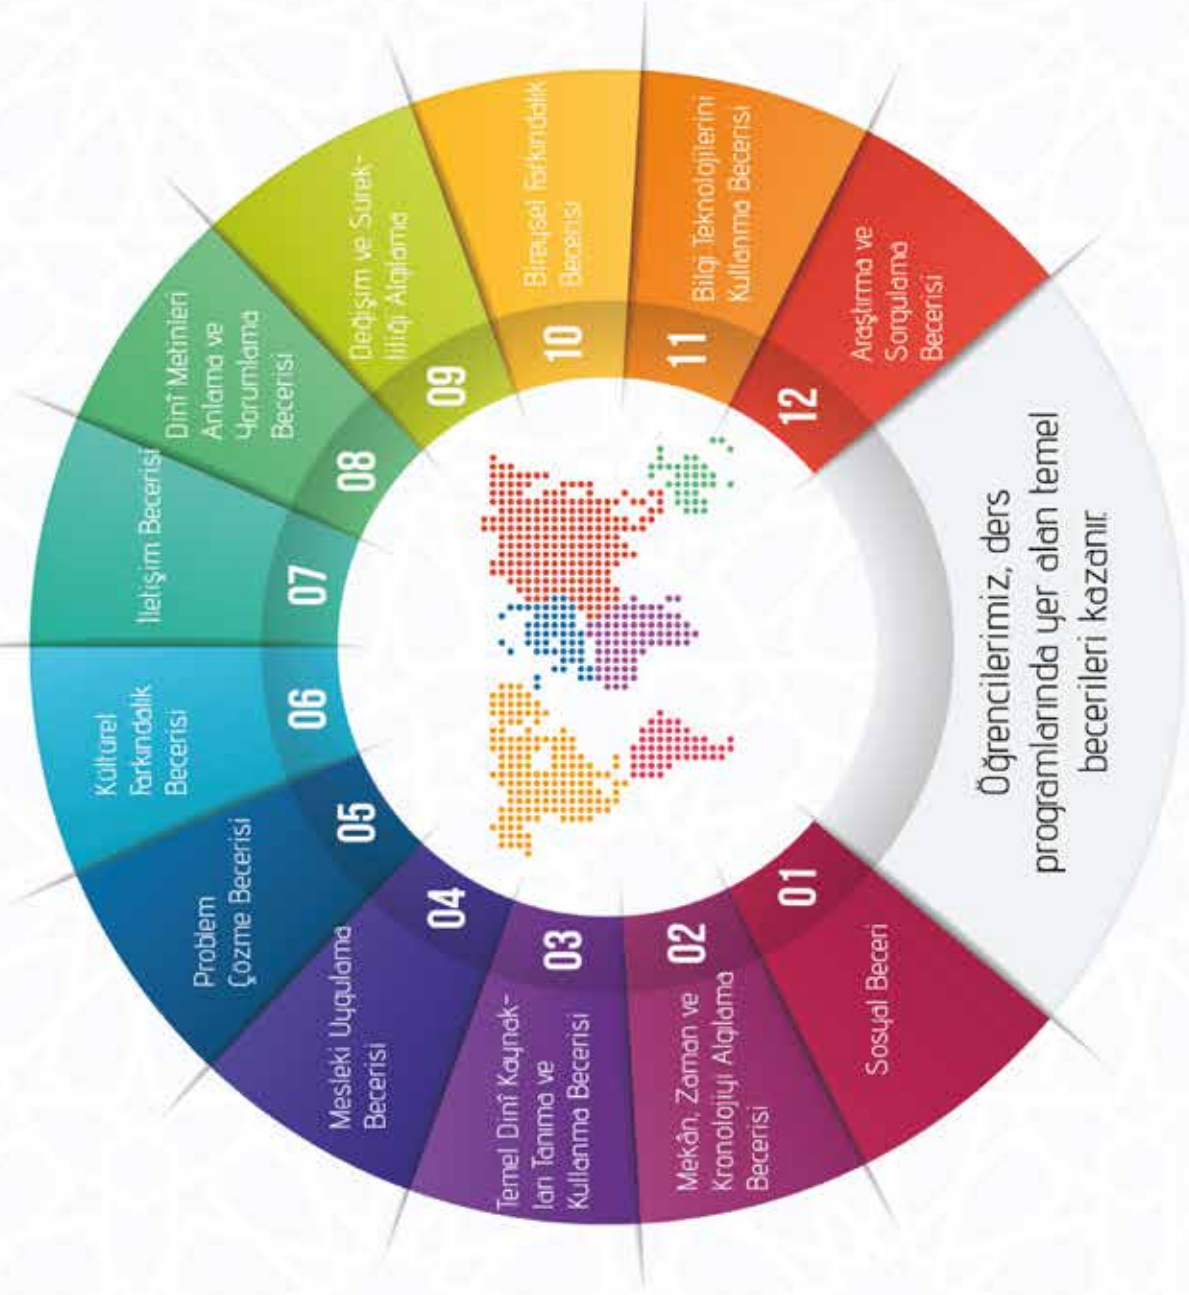 01
Sosyal Beceri
02
Mekân, Zaman ve
Kronolojiyi Algılama
Becerisi
03
Temel Dinî Kaynak-
ları Tanıma ve
Kullanma Becerisi
04
Mesleki Uygulama
Becerisi
05
Problem
Çözme Becerisi
06
Kültürel
Farkındalık
Becerisi
07
İletişim Becerisi
08
Dinî Metinleri
Anlama ve
Yorumlama
Becerisi
09
Değişim ve Sürek-
liliği Algılama
10
Bireysel Farkındalık
Becerisi
11
Bilgi Teknolojilerini
Kullanma Becerisi
12
Araştırma ve
Sorgulama
Becerisi
Öğrencilerimiz, ders
programlarında yer alan temel
becerileri kazanır.